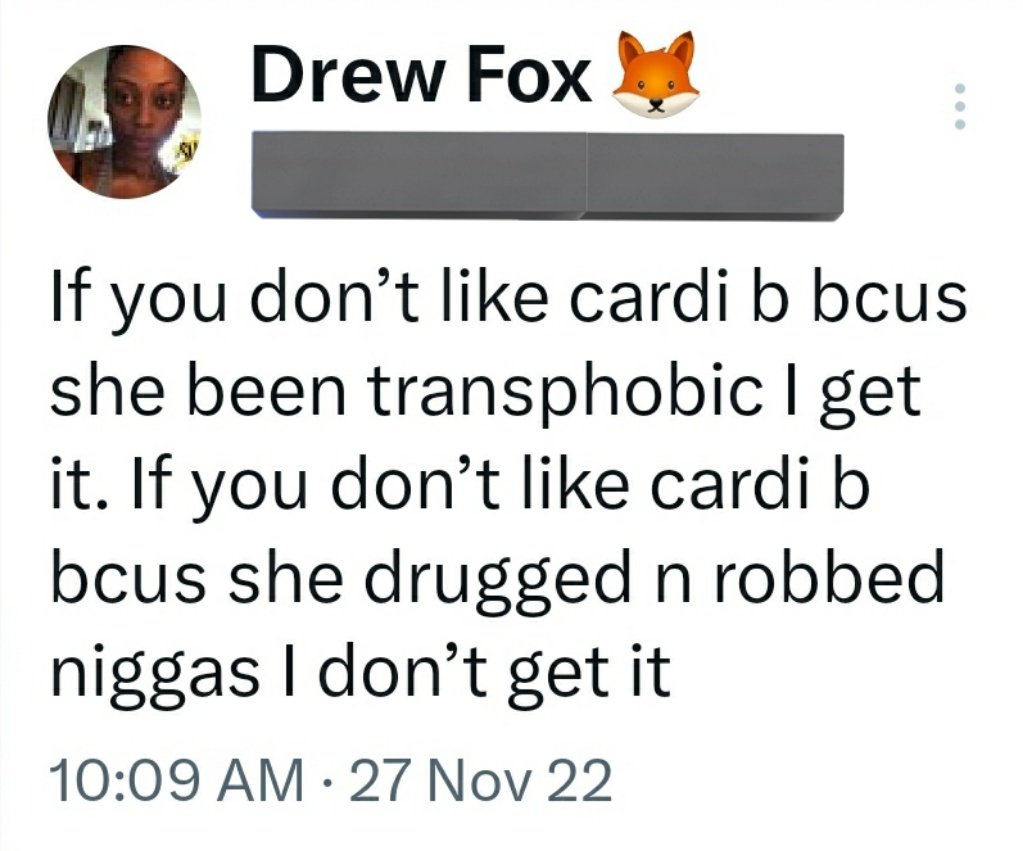 Drew Fox 🦊
If you don’t like cardi b bcus
she been transphobic I get
it. If you don’t like cardi b
bcus she drugged n robbed
niggas I don’t get it
10:09 AM · 27 Nov 22